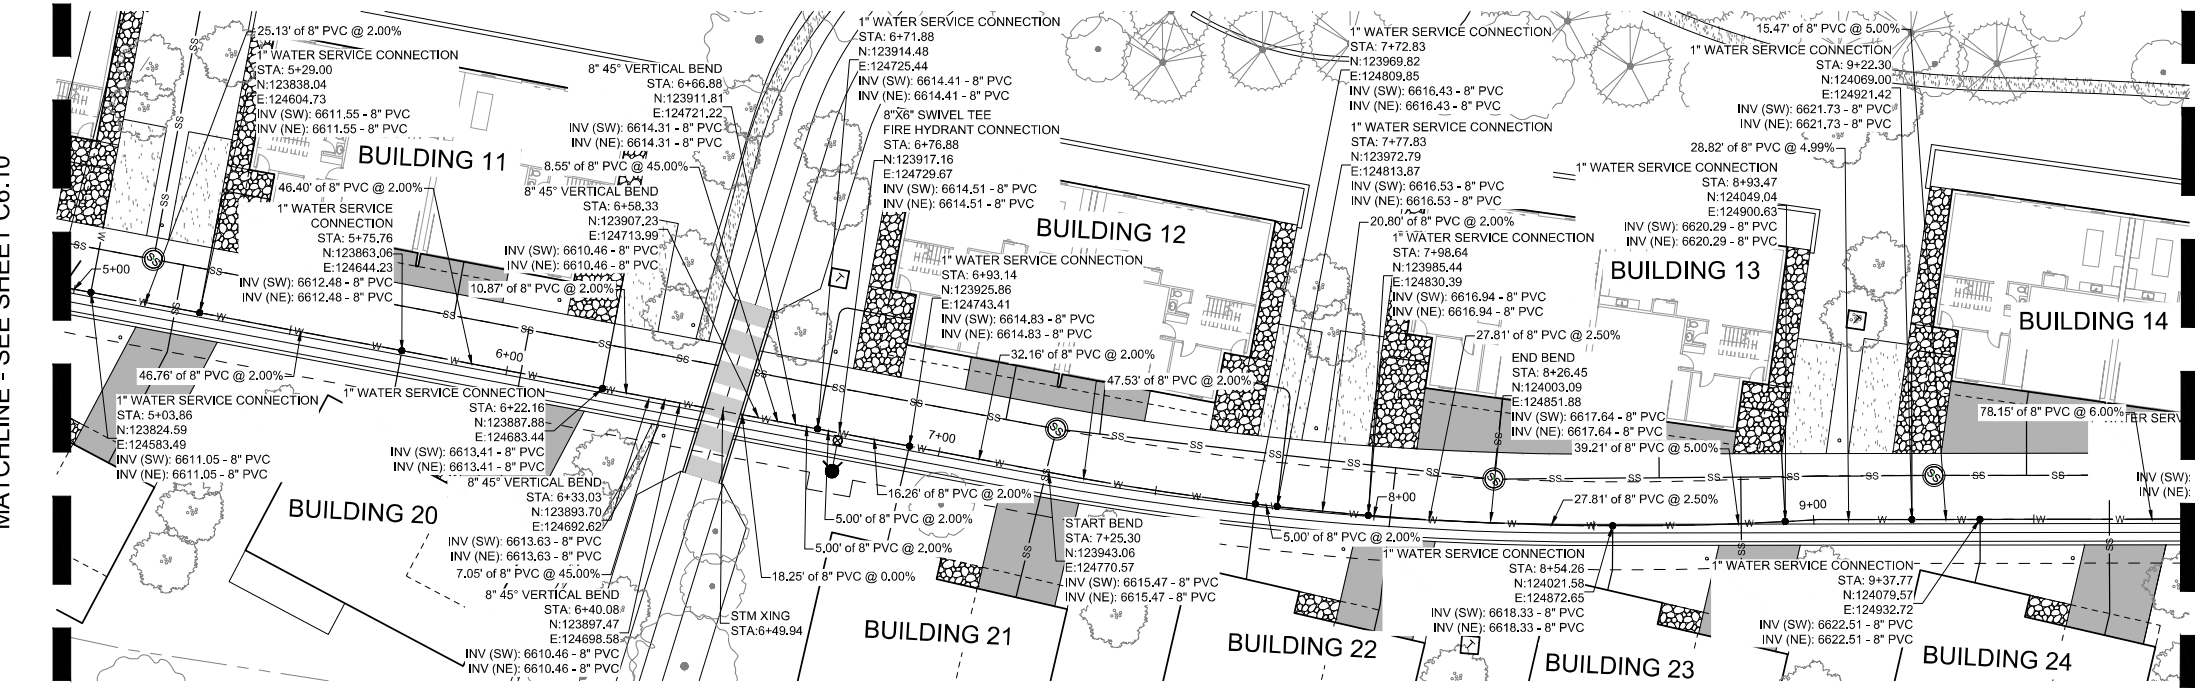 MATCHLINE - SEE SHEET C6.10
25.13' of 8" PVC @ 2.00%
1" WATER SERVICE CONNECTION
STA: 5+29.00
N:123838.04
E:124604.73
INV (SW): 6611.55 - 8" PVC
INV (NE): 6611.55 - 8" PVC
BUILDING 11
46.40' of 8" PVC @ 2.00%
1" WATER SERVICE
CONNECTION
STA: 5+75.76
N:123863.06
E:124644.23
INV (SW): 6612.48 - 8" PVC
INV (NE): 6612.48 - 8" PVC
5+00
8" 45° VERTICAL BEND
STA: 6+66.88
N:123911.81
E:124721.22
INV (SW): 6614.31 - 8" PVC
INV (NE): 6614.31 - 8" PVC
8.55' of 8" PVC @ 45.00%
8" 45° VERTICAL BEND
STA: 6+58.33
N:123907.23
E:124713.99
INV (SW): 6610.46 - 8" PVC
INV (NE): 6610.46 - 8" PVC
10.87' of 8" PVC @ 2.00%
6+00
46.76' of 8" PVC @ 2.00%
1" WATER SERVICE CONNECTION
STA: 5+03.86
N:123824.59
E:124583.49
INV (SW): 6611.05 - 8" PVC
INV (NE): 6611.05 - 8" PVC
1" WATER SERVICE CONNECTION
STA: 6+22.16
N:123887.88
E:124683.44
INV (SW): 6613.41 - 8" PVC
INV (NE): 6613.41 - 8" PVC
8" 45° VERTICAL BEND
STA: 6+33.03
N:123893.70
E:124692.62
INV (SW): 6613.63 - 8" PVC
INV (NE): 6613.63 - 8" PVC
7.05' of 8" PVC @ 45.00%
8" 45° VERTICAL BEND
STA: 6+40.08
N:123897.47
E:124698.58
INV (SW): 6610.46 - 8" PVC
INV (NE): 6610.46 - 8" PVC
BUILDING 20
1" WATER SERVICE CONNECTION
STA: 6+71.88
N:123914.48
E:124725.44
INV (SW): 6614.41 - 8" PVC
INV (NE): 6614.41 - 8" PVC
8"X6" SWIVEL TEE
FIRE HYDRANT CONNECTION
STA: 6+76.88
N:123917.16
E:124729.67
INV (SW): 6614.51 - 8" PVC
INV (NE): 6614.51 - 8" PVC
BUILDING 12
1" WATER SERVICE CONNECTION
STA: 6+93.14
N:123925.86
E:124743.41
INV (SW): 6614.83 - 8" PVC
INV (NE): 6614.83 - 8" PVC
32.16' of 8" PVC @ 2.00%
47.53' of 8" PVC @ 2.00%
7+00
16.26' of 8" PVC @ 2.00%
5.00' of 8" PVC @ 2.00%
5.00' of 8" PVC @ 2.00%
18.25' of 8" PVC @ 0.00%
STM XING
STA:6+49.94
START BEND
STA: 7+25.30
N:123943.06
E:124770.57
INV (SW): 6615.47 - 8" PVC
INV (NE): 6615.47 - 8" PVC
BUILDING 21
1" WATER SERVICE CONNECTION
STA: 7+72.83
N:123969.82
E:124809.85
INV (SW): 6616.43 - 8" PVC
INV (NE): 6616.43 - 8" PVC
1" WATER SERVICE CONNECTION
STA: 7+77.83
N:123972.79
E:124813.87
INV (SW): 6616.53 - 8" PVC
INV (NE): 6616.53 - 8" PVC
20.80' of 8" PVC @ 2.00%
1" WATER SERVICE CONNECTION
STA: 7+98.64
N:123985.44
E:124830.39
INV (SW): 6616.94 - 8" PVC
INV (NE): 6616.94 - 8" PVC
27.81' of 8" PVC @ 2.50%
END BEND
STA: 8+26.45
N:124003.09
E:124851.88
INV (SW): 6617.64 - 8" PVC
INV (NE): 6617.64 - 8" PVC
39.21' of 8" PVC @ 5.00%
27.81' of 8" PVC @ 2.50%
8+00
5.00' of 8" PVC @ 2.00%
1" WATER SERVICE CONNECTION
STA: 8+54.26
N:124021.58
E:124872.65
INV (SW): 6618.33 - 8" PVC
INV (NE): 6618.33 - 8" PVC
BUILDING 22
BUILDING 23
15.47' of 8" PVC @ 5.00%
1" WATER SERVICE CONNECTION
STA: 9+22.30
N:124069.00
E:124921.42
INV (SW): 6621.73 - 8" PVC
INV (NE): 6621.73 - 8" PVC
28.82' of 8" PVC @ 4.99%
1" WATER SERVICE CONNECTION
STA: 8+93.47
N:124049.04
E:124900.63
INV (SW): 6620.29 - 8" PVC
INV (NE): 6620.29 - 8" PVC
BUILDING 13
BUILDING 14
78.15' of 8" PVC @ 6.00%
TER SERV
INV (SW):
INV (NE):
9+00
1" WATER SERVICE CONNECTION
STA: 9+37.77
N:124079.57
E:124932.72
INV (SW): 6622.51 - 8" PVC
INV (NE): 6622.51 - 8" PVC
BUILDING 24